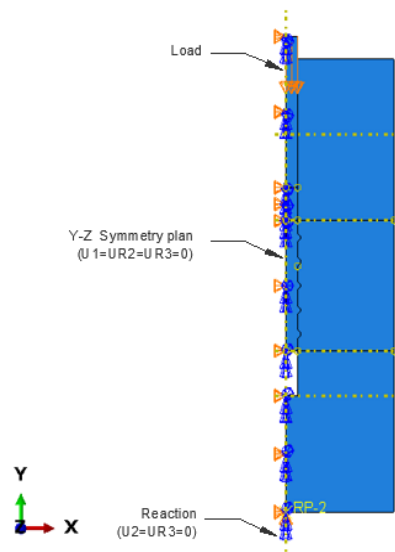 Load
Y-Z Symmetry plan
(U1=UR2=UR3=0)
Y
Z
X
RP-2
Reaction
(U2=UR3=0)